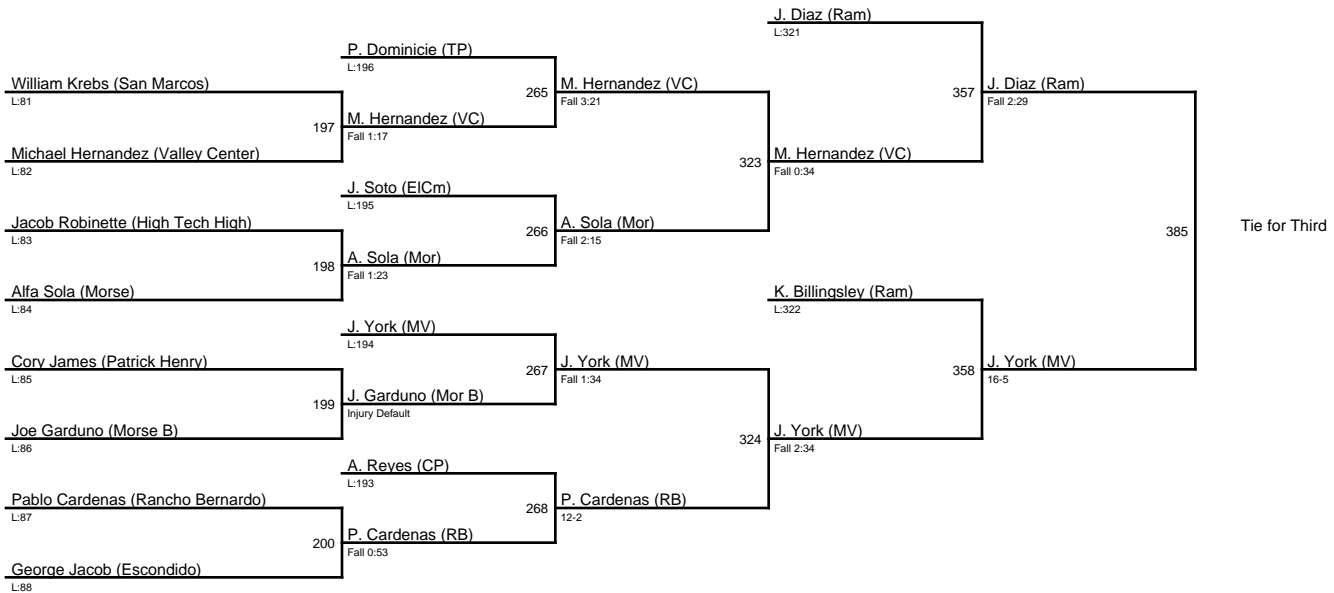 J. Diaz (Ram)
L:321
P. Dominicie (TP)
L:196
William Krebs (San Marcos)
L:81
265
M. Hernandez (VC)
Fall 3:21
357
J. Diaz (Ram)
Fall 2:29
197
M. Hernandez (VC)
Fall 1:17
Michael Hernandez (Valley Center)
L:82
323
M. Hernandez (VC)
Fall 0:34
J. Soto (ElCm)
L:195
Jacob Robinette (High Tech High)
L:83
266
A. Sola (Mor)
Fall 2:15
385
Tie for Third
198
A. Sola (Mor)
Fall 1:23
Alfa Sola (Morse)
L:84
K. Billingsley (Ram)
L:322
J. York (MV)
L:194
Cory James (Patrick Henry)
L:85
267
J. York (MV)
Fall 1:34
358
J. York (MV)
16-5
199
J. Garduno (Mor B)
Injury Default
Joe Garduno (Morse B)
L:86
324
J. York (MV)
Fall 2:34
A. Reyes (CP)
L:193
Pablo Cardenas (Rancho Bernardo)
L:87
268
P. Cardenas (RB)
12-2
200
P. Cardenas (RB)
Fall 0:53
George Jacob (Escondido)
L:88